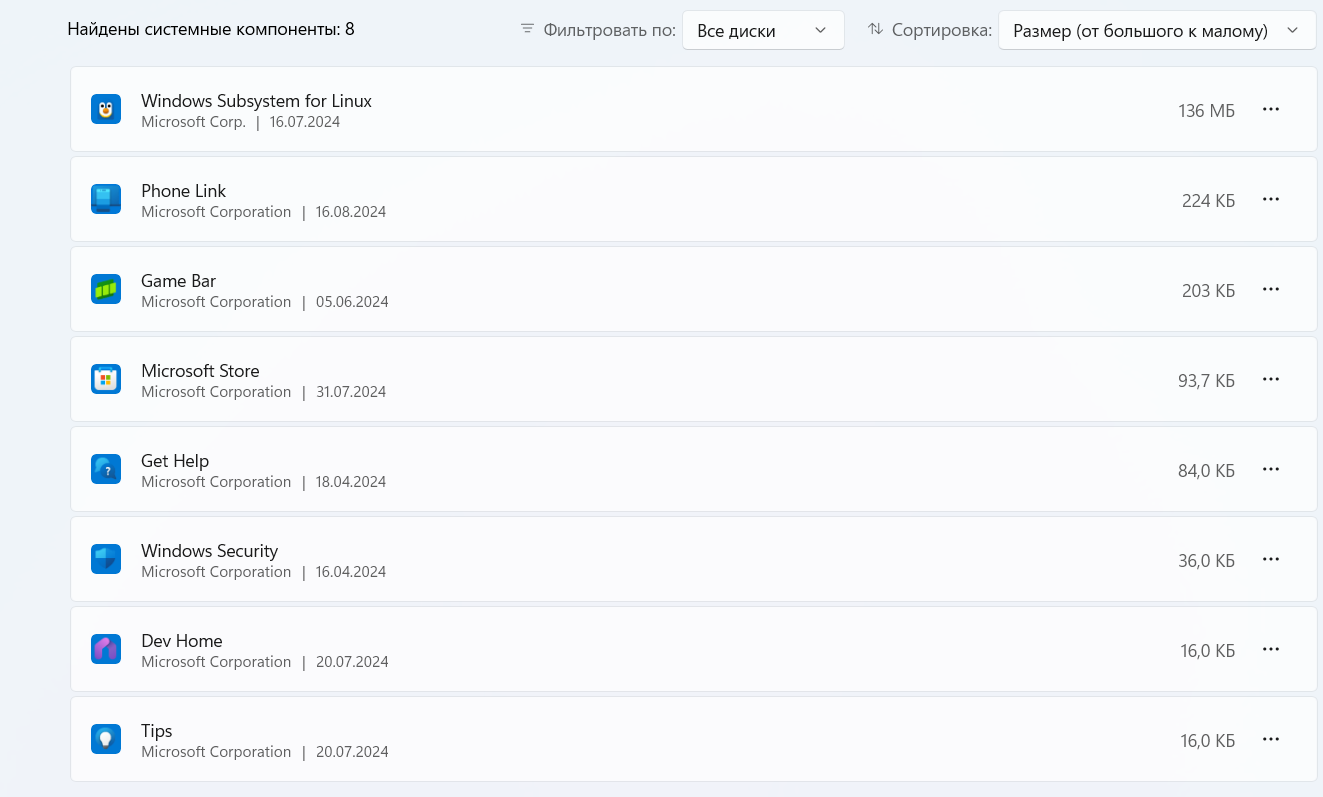 Найдены системные компоненты: 8
Фильтровать по: Все диски
Сортировка: Размер (от большого к малому)
Windows Subsystem for Linux
Microsoft Corp. | 16.07.2024
136 МБ
Phone Link
Microsoft Corporation | 16.08.2024
224 КБ
Game Bar
Microsoft Corporation | 05.06.2024
203 КБ
Microsoft Store
Microsoft Corporation | 31.07.2024
93,7 КБ
Get Help
Microsoft Corporation | 18.04.2024
84,0 КБ
Windows Security
Microsoft Corporation | 16.04.2024
36,0 КБ
Dev Home
Microsoft Corporation | 20.07.2024
16,0 КБ
Tips
Microsoft Corporation | 20.07.2024
16,0 КБ